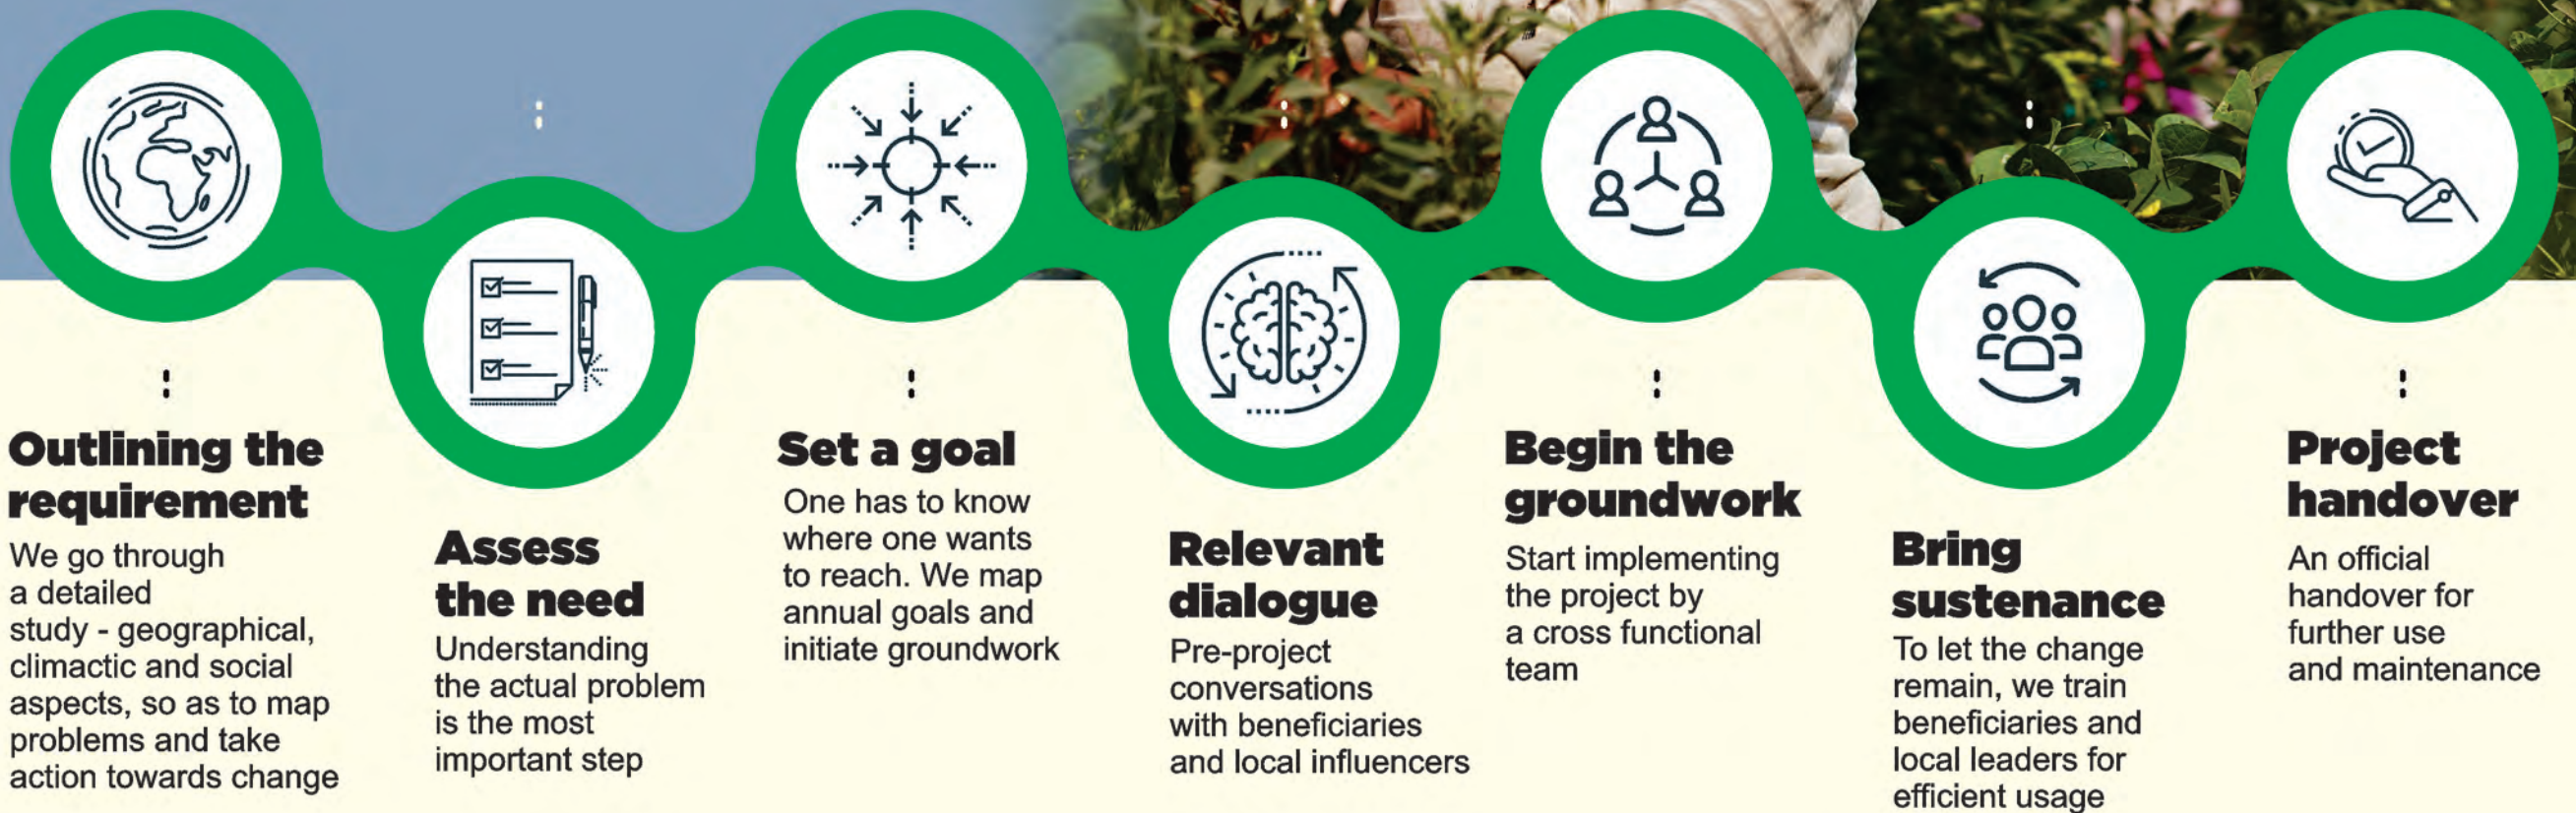 Outlining the
requirement
We go through
a detailed
study - geographical,
climactic and social
aspects, so as to map
problems and take
action towards change
Assess
the need
Understanding
the actual problem
is the most
important step
Set a goal
One has to know
where one wants
to reach. We map
annual goals and
initiate groundwork
Relevant
dialogue
Pre-project
conversations
with beneficiaries
and local influencers
Begin the
groundwork
Start implementing
the project by
a cross functional
team
Bring
sustenance
To let the change
remain, we train
beneficiaries and
local leaders for
efficient usage
Project
handover
An official
handover for
further use
and maintenance